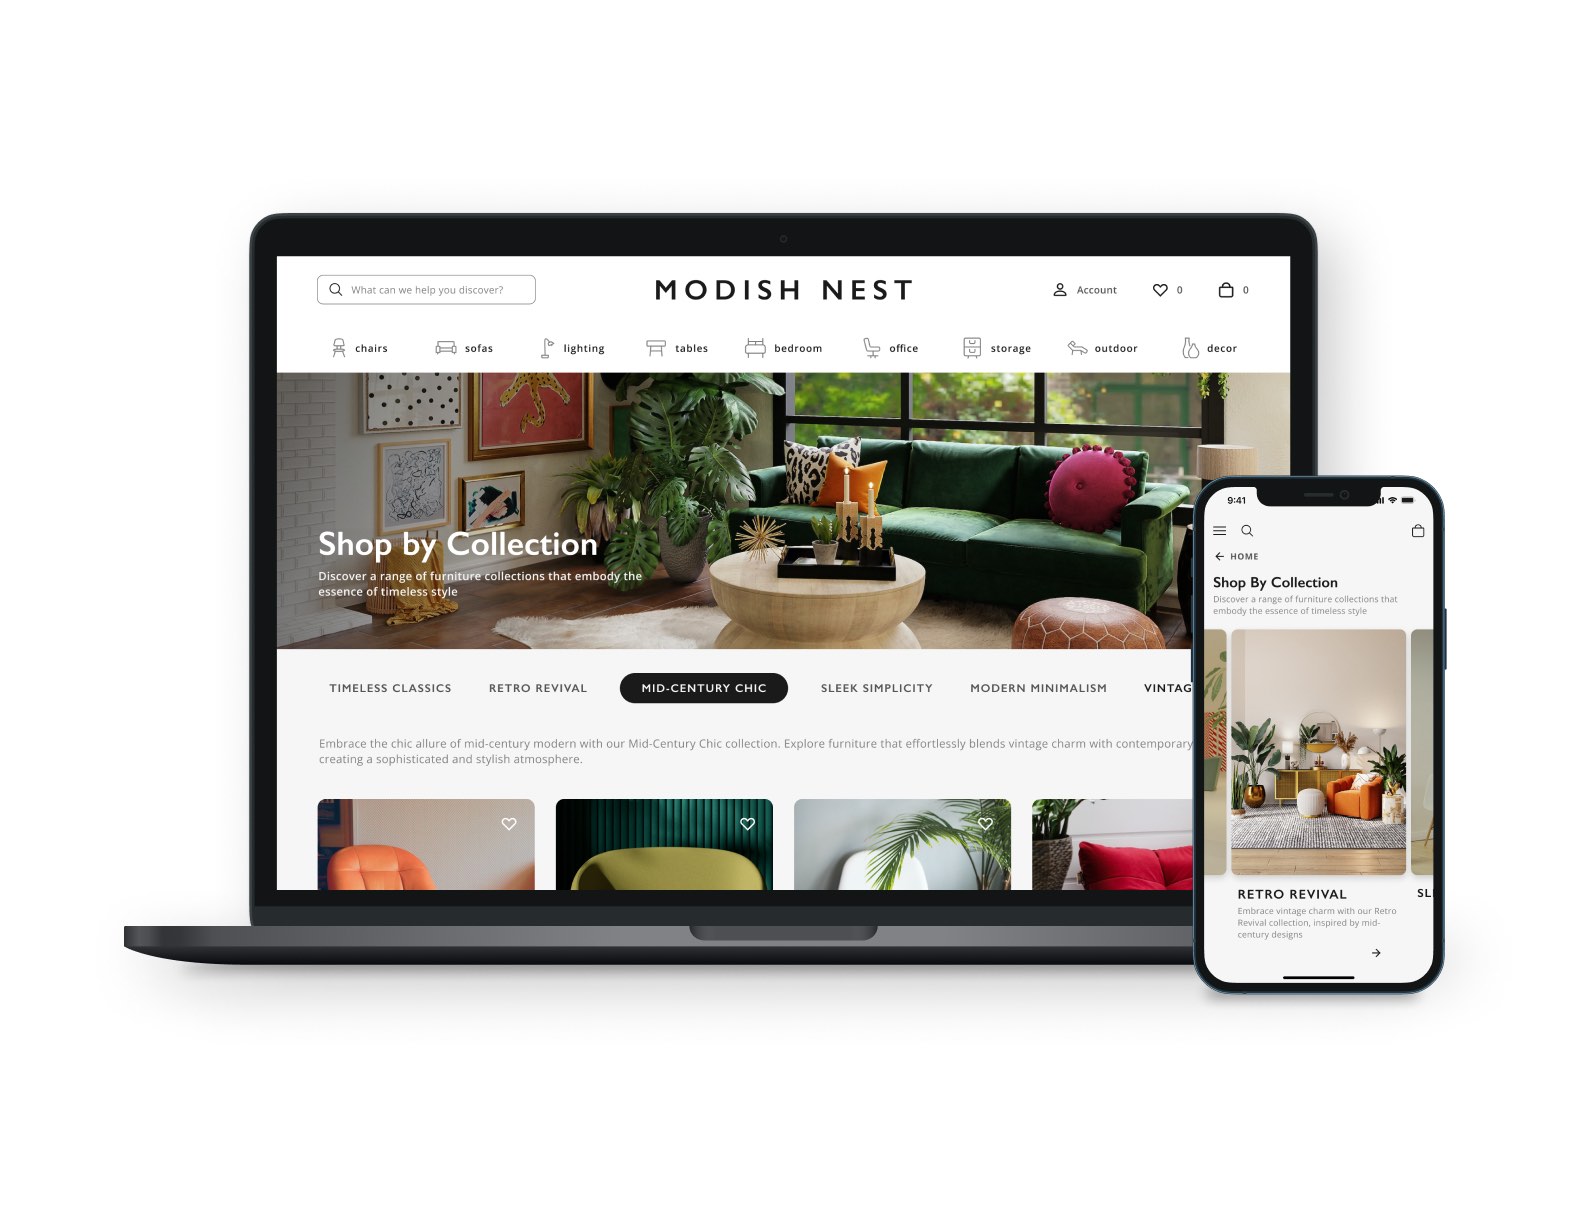 What can we help you discover?
MODISH NEST
Account
0
0
chairs
sofas
lighting
tables
bedroom
office
storage
outdoor
decor
Shop by Collection
Discover a range of furniture collections that embody the
essence of timeless style
TIMELESS CLASSICS
RETRO REVIVAL
MID-CENTURY CHIC
SLEEK SIMPLICITY
MODERN MINIMALISM
VINTAG
Embrace the chic allure of mid-century modern with our Mid-Century Chic collection. Explore furniture that effortlessly blends vintage charm with contemporary
creating a sophisticated and stylish atmosphere.
9:41
HOME
Shop By Collection
Discover a range of furniture collections that
embody the essence of timeless style
RETRO REVIVAL
SL
Embrace vintage charm with our Retro
Revival collection, inspired by mid-
century designs